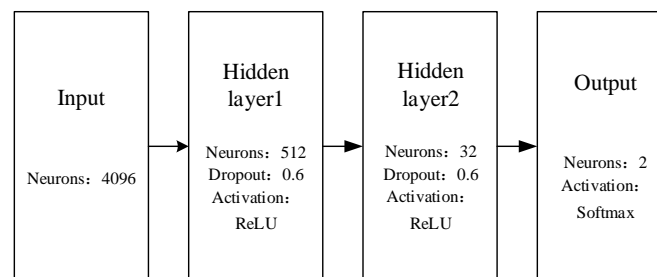 Input
Neurons：4096
Hidden
layer1
Neurons：512
Dropout：0.6
Activation：
ReLU
Hidden
layer2
Neurons：32
Dropout：0.6
Activation：
ReLU
Output
Neurons：2
Activation：
Softmax